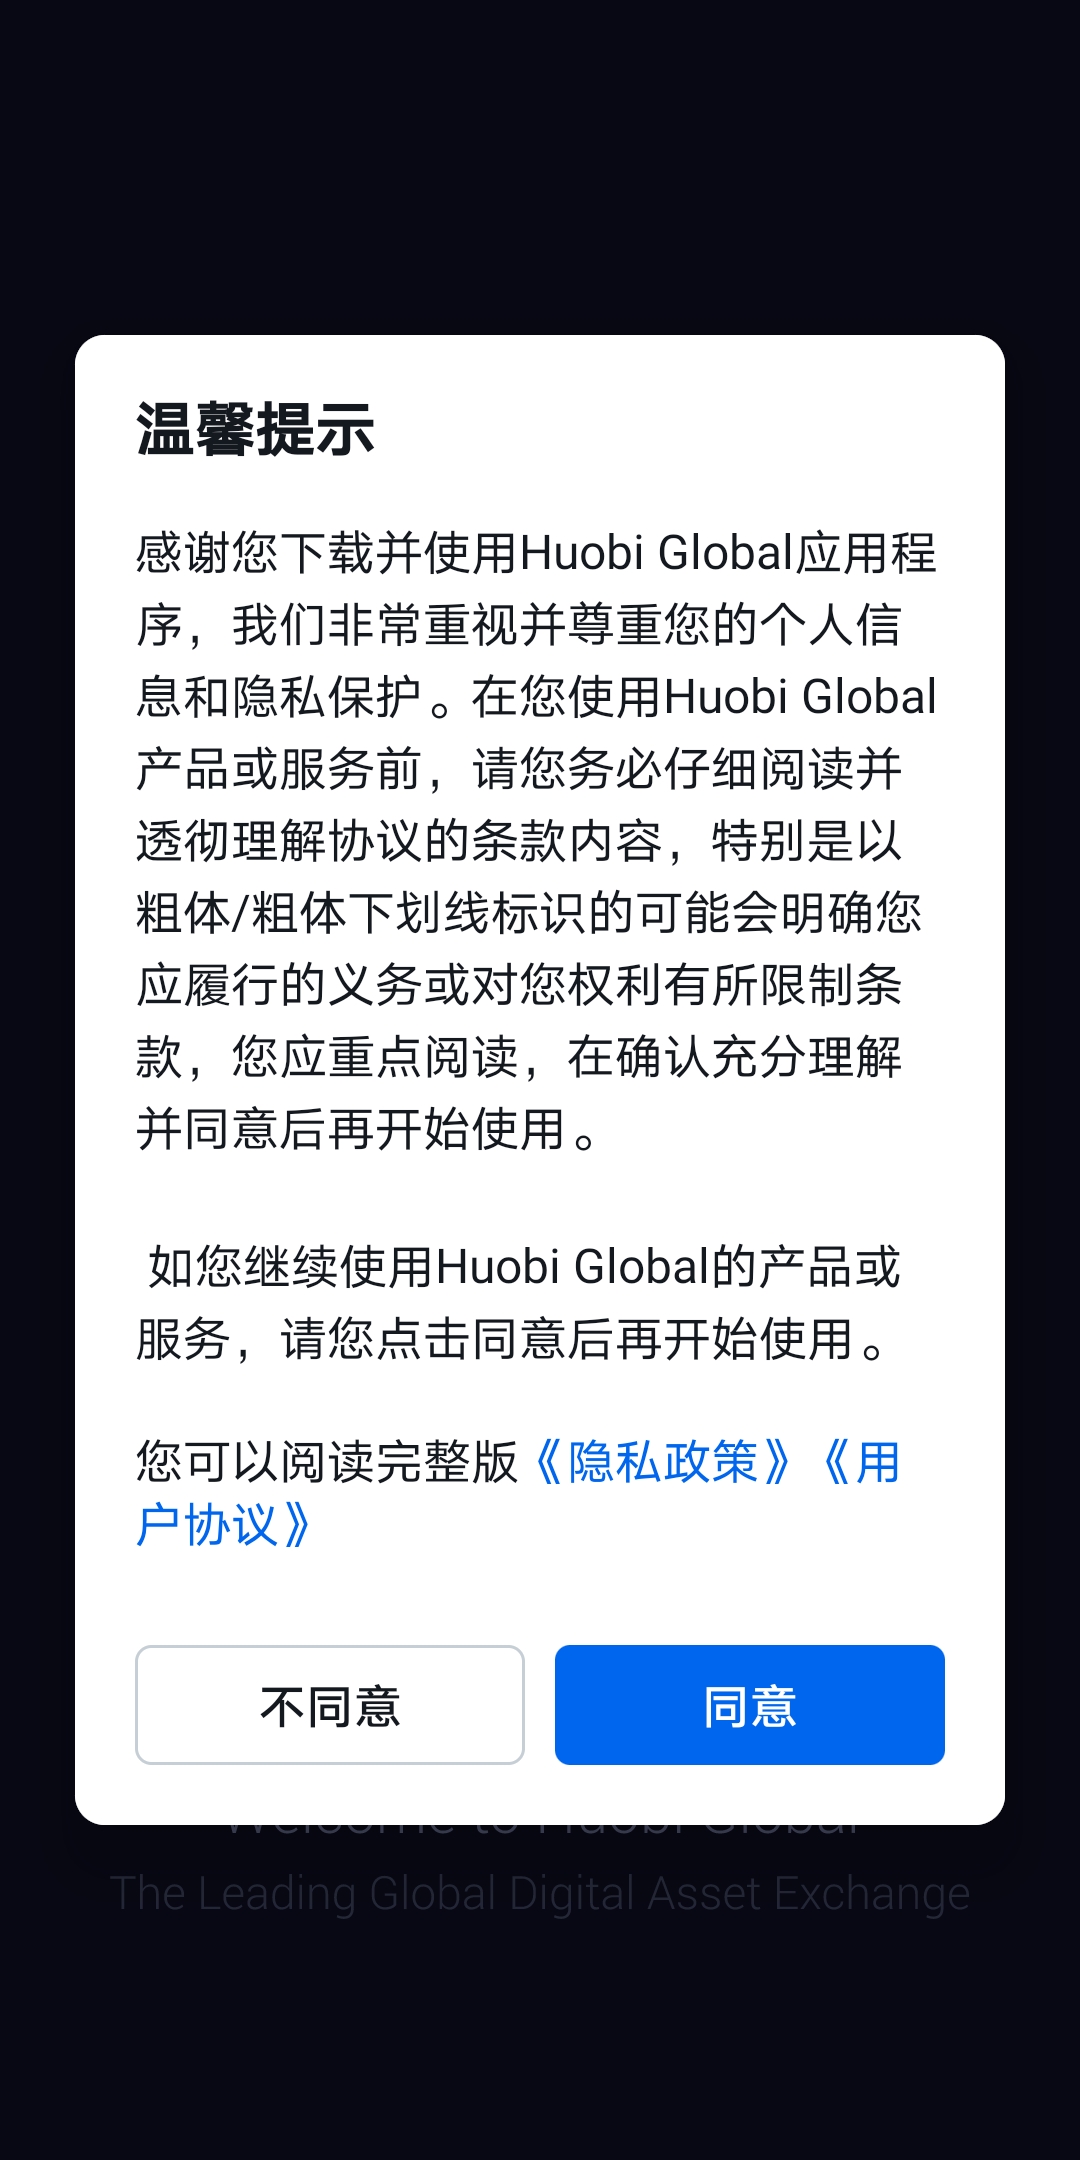 温馨提示
感谢您下载并使用Huobi Global应用程
序，我们非常重视并尊重您的个人信
息和隐私保护。在您使用Huobi Global
产品或服务前，请您务必仔细阅读并
透彻理解协议的条款内容，特别是以
粗体/粗体下划线标识的可能会明确您
应履行的义务或对您权利有所限制条
款，您应重点阅读，在确认充分理解
并同意后再开始使用。
如您继续使用Huobi Global的产品或
服务，请您点击同意后再开始使用。
您可以阅读完整版《隐私政策》《用
户协议》
不同意 同意
Welcome to Huobi Global
The Leading Global Digital Asset Exchange